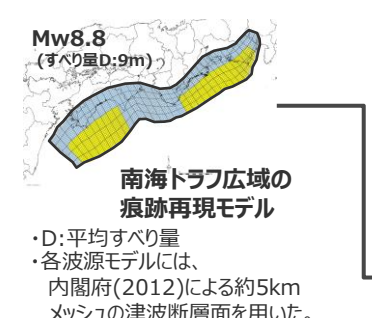 Mw8.8
(すべり量D:9m)
南海トラフ広域の
痕跡再現モデル
・D:平均すべり量
・各波源モデルには、
内閣府(2012)による約5km
メッシュの津波断層面を用いた。